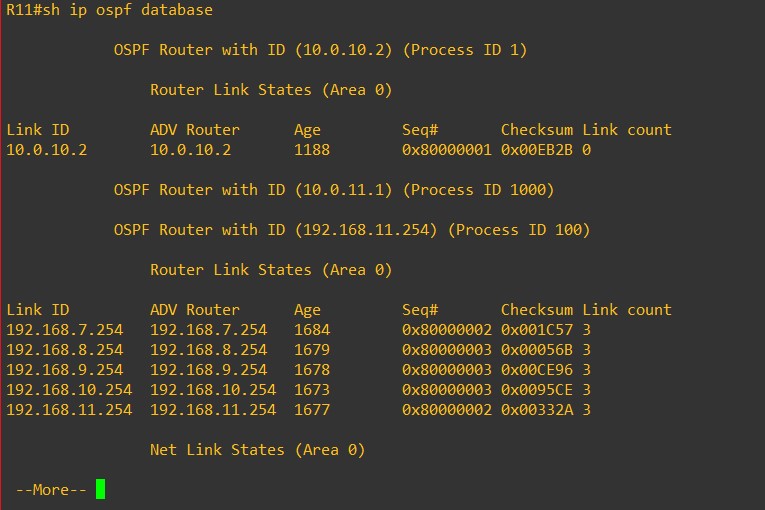 R11#sh ip ospf database
OSPF Router with ID (10.0.10.2) (Process ID 1)
Router Link States (Area 0)
Link ID ADV Router Age Seq# Checksum Link count
10.0.10.2 10.0.10.2 1188 0x80000001 0x00EB2B 0
OSPF Router with ID (10.0.11.1) (Process ID 1000)
OSPF Router with ID (192.168.11.254) (Process ID 100)
Router Link States (Area 0)
Link ID ADV Router Age Seq# Checksum Link count
192.168.7.254 192.168.7.254 1684 0x80000002 0x001C57 3
192.168.8.254 192.168.8.254 1679 0x80000003 0x00056B 3
192.168.9.254 192.168.9.254 1678 0x80000003 0x00CE96 3
192.168.10.254 192.168.10.254 1673 0x80000003 0x0095CE 3
192.168.11.254 192.168.11.254 1677 0x80000002 0x00332A 3
Net Link States (Area 0)
--More--